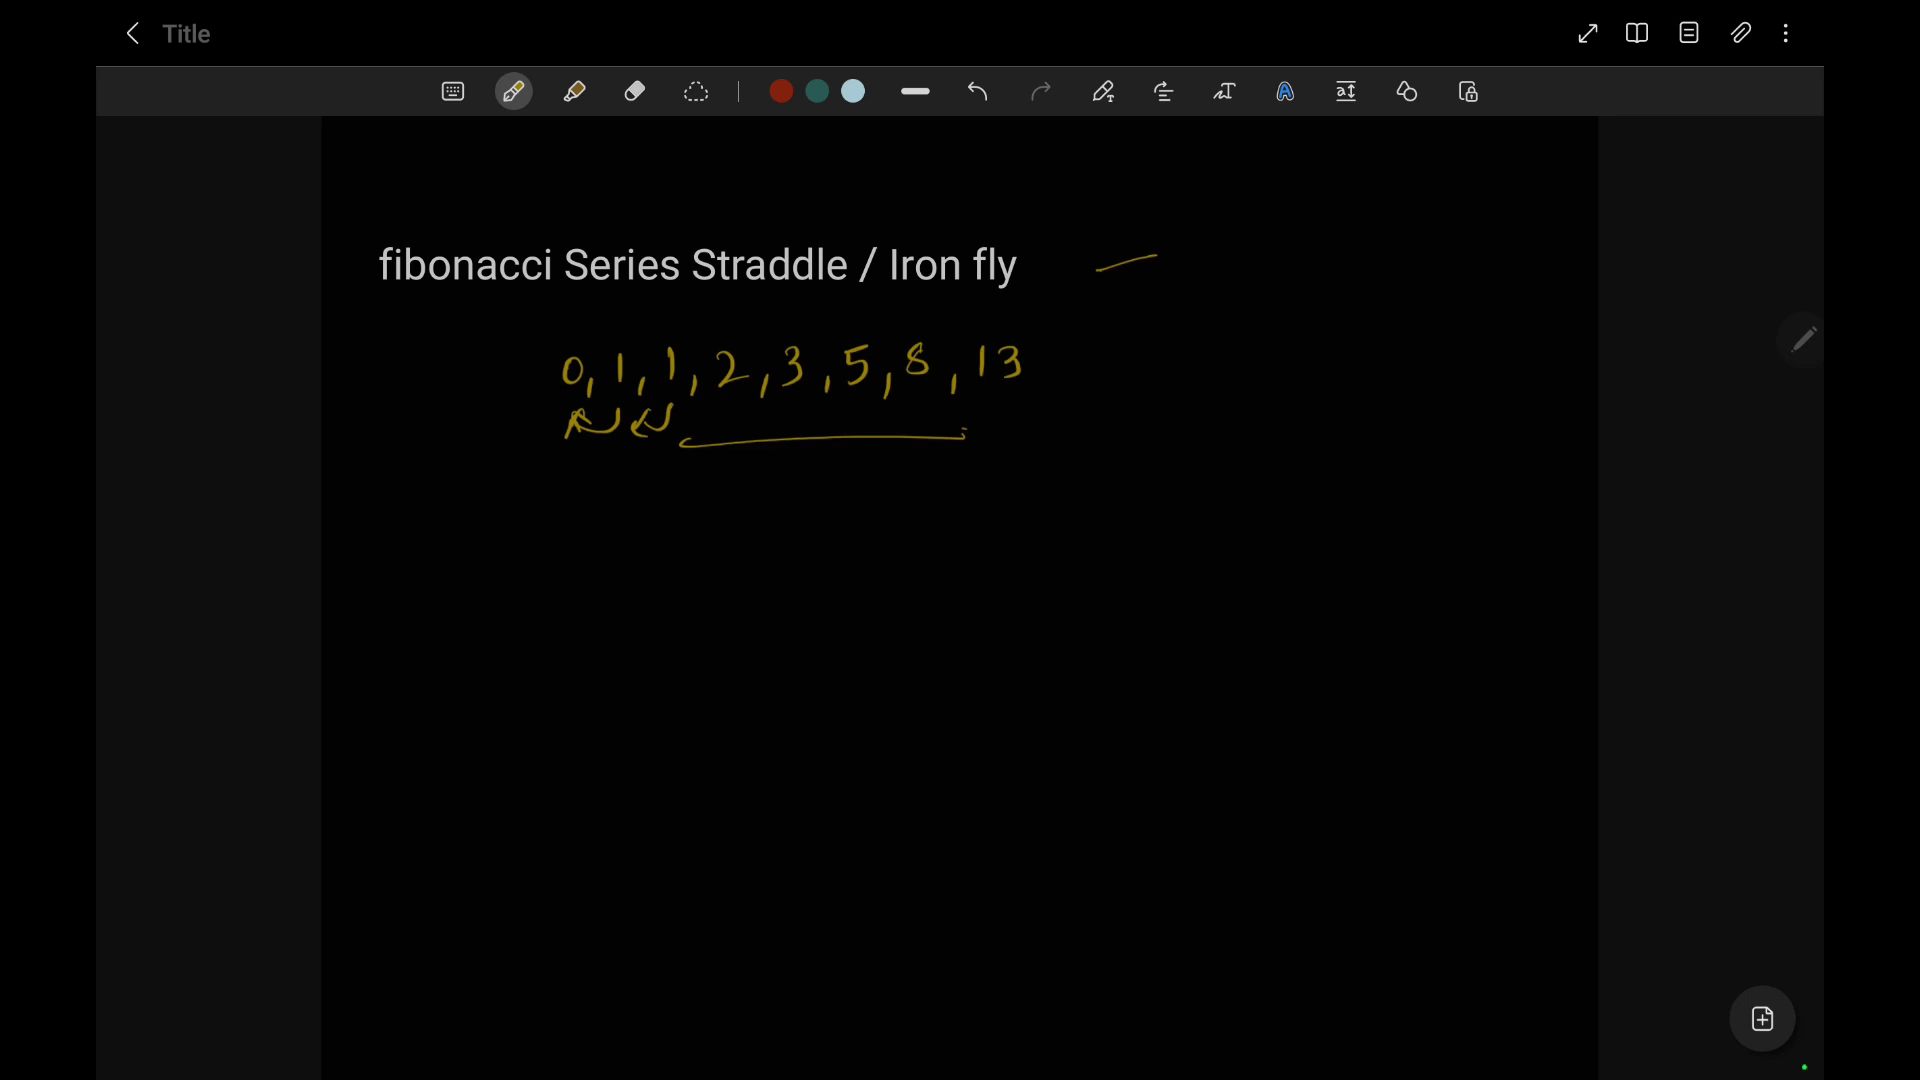 Title
fibonacci Series Straddle / Iron fly
0, 1, 1, 2, 3, 5, 8, 13